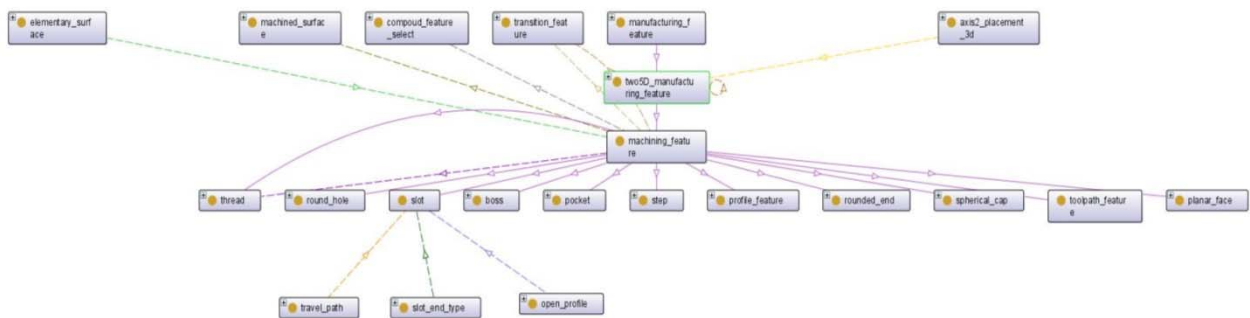 elementary_surf
ace
machined_surfac
e
compoud_feature
_select
transition_feat
ure
manufacturing_f
eature
axis2_placement
_3d
two5D_manufactu
ring_feature
machining_featu
re
thread
round_hole
slot
boss
pocket
step
profile_feature
rounded_end
spherical_cap
toolpath_featur
e
planar_face
travel_path
slot_end_type
open_profile